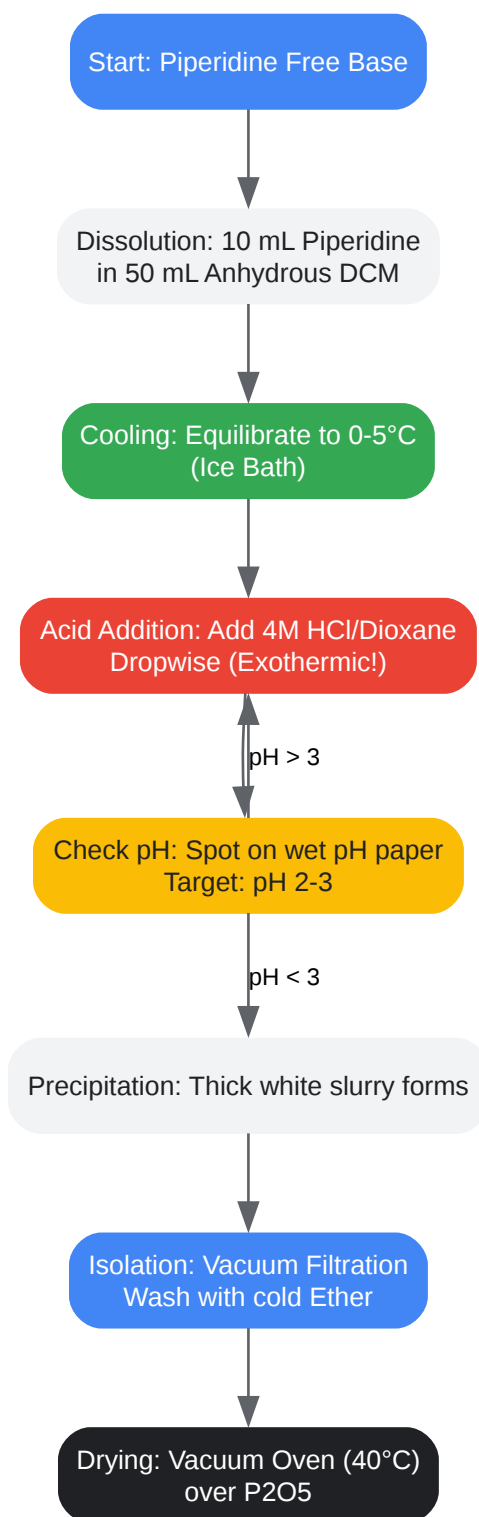 Start: Piperidine Free Base
Dissolution: 10 mL Piperidine
in 50 mL Anhydrous DCM
Cooling: Equilibrate to 0-5°C
(Ice Bath)
Acid Addition: Add 4M HCl/Dioxane
Dropwise (Exothermic!)
pH > 3
Check pH: Spot on wet pH paper
Target: pH 2-3
pH < 3
Precipitation: Thick white slurry forms
Isolation: Vacuum Filtration
Wash with cold Ether
Drying: Vacuum Oven (40°C)
over P2O5